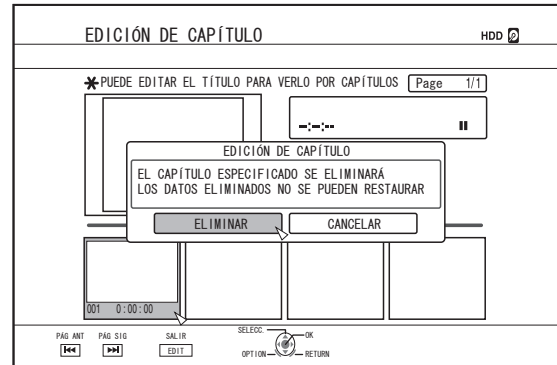 EDICIÓN DE CAPÍTULO HDD
PUEDE EDITAR EL TÍTULO PARA VERLO POR CAPÍTULOS Page 1/1
–:–:––
EDICIÓN DE CAPÍTULO
EL CAPÍTULO ESPECIFICADO SE ELIMINARÁ
LOS DATOS ELIMINADOS NO SE PUEDEN RESTAURAR
ELIMINAR CANCELAR
001 0:00:00
PÁG ANT PÁG SIG SALIR SELECC. OK
EDIT OPTION RETURN